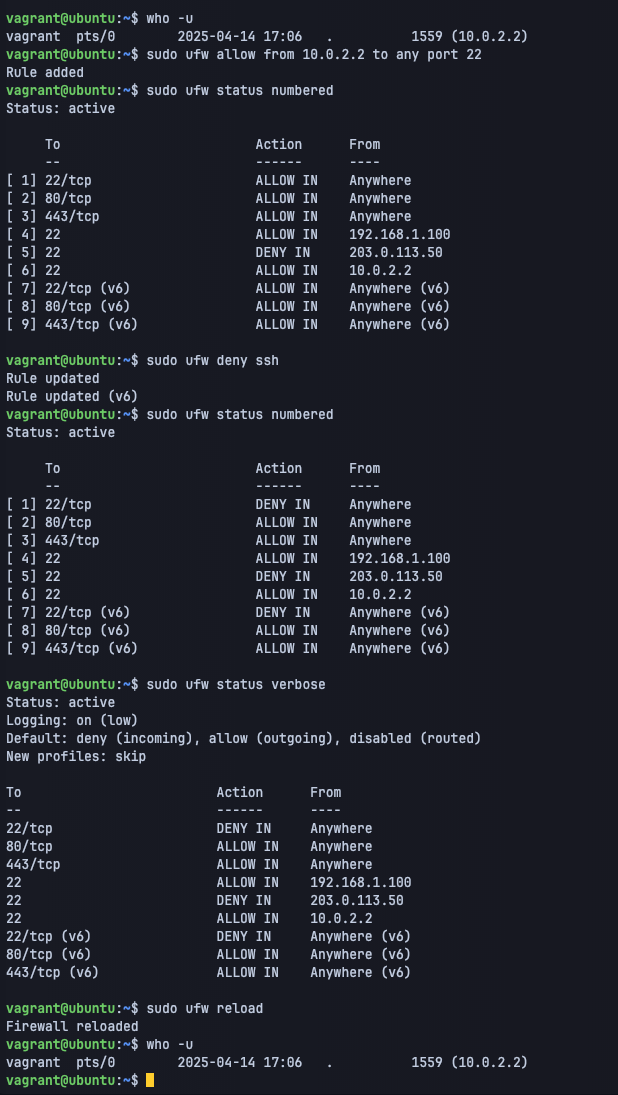 vagrant@ubuntu:~$ who -u
vagrant  pts/0        2025-04-14 17:06   .          1559 (10.0.2.2)
vagrant@ubuntu:~$ sudo ufw allow from 10.0.2.2 to any port 22
Rule added
vagrant@ubuntu:~$ sudo ufw status numbered
Status: active

     To                         Action      From
     --                         ------      ----
[ 1] 22/tcp                     ALLOW IN    Anywhere
[ 2] 80/tcp                     ALLOW IN    Anywhere
[ 3] 443/tcp                    ALLOW IN    Anywhere
[ 4] 22                         ALLOW IN    192.168.1.100
[ 5] 22                         DENY IN     203.0.113.50
[ 6] 22                         ALLOW IN    10.0.2.2
[ 7] 22/tcp (v6)                ALLOW IN    Anywhere (v6)
[ 8] 80/tcp (v6)                ALLOW IN    Anywhere (v6)
[ 9] 443/tcp (v6)               ALLOW IN    Anywhere (v6)

vagrant@ubuntu:~$ sudo ufw deny ssh
Rule updated
Rule updated (v6)
vagrant@ubuntu:~$ sudo ufw status numbered
Status: active

     To                         Action      From
     --                         ------      ----
[ 1] 22/tcp                     DENY IN     Anywhere
[ 2] 80/tcp                     ALLOW IN    Anywhere
[ 3] 443/tcp                    ALLOW IN    Anywhere
[ 4] 22                         ALLOW IN    192.168.1.100
[ 5] 22                         DENY IN     203.0.113.50
[ 6] 22                         ALLOW IN    10.0.2.2
[ 7] 22/tcp (v6)                DENY IN     Anywhere (v6)
[ 8] 80/tcp (v6)                ALLOW IN    Anywhere (v6)
[ 9] 443/tcp (v6)               ALLOW IN    Anywhere (v6)

vagrant@ubuntu:~$ sudo ufw status verbose
Status: active
Logging: on (low)
Default: deny (incoming), allow (outgoing), disabled (routed)
New profiles: skip

To                         Action      From
--                         ------      ----
22/tcp                     DENY IN     Anywhere
80/tcp                     ALLOW IN    Anywhere
443/tcp                    ALLOW IN    Anywhere
22                         ALLOW IN    192.168.1.100
22                         DENY IN     203.0.113.50
22                         ALLOW IN    10.0.2.2
22/tcp (v6)                DENY IN     Anywhere (v6)
80/tcp (v6)                ALLOW IN    Anywhere (v6)
443/tcp (v6)               ALLOW IN    Anywhere (v6)

vagrant@ubuntu:~$ sudo ufw reload
Firewall reloaded
vagrant@ubuntu:~$ who -u
vagrant  pts/0        2025-04-14 17:06   .          1559 (10.0.2.2)
vagrant@ubuntu:~$